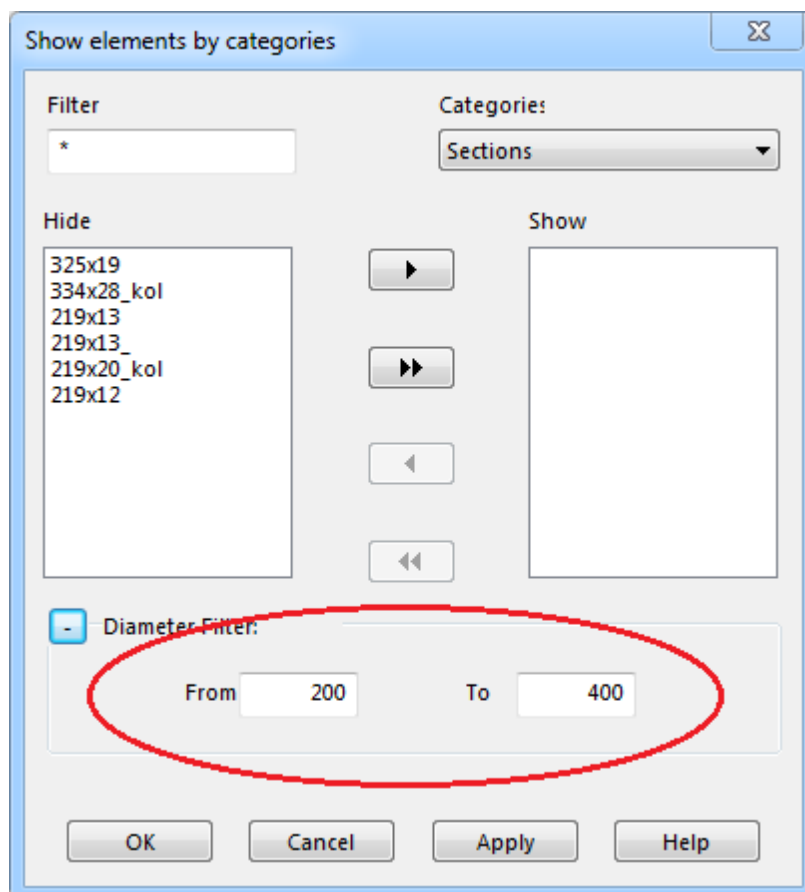 Show elements by categories
Filter
Categories
*
Sections
Hide
Show
325x19
334x28_kol
219x13
219x13_
219x20_kol
219x12
- Diameter Filter:
From 200 To 400
OK Cancel Apply Help